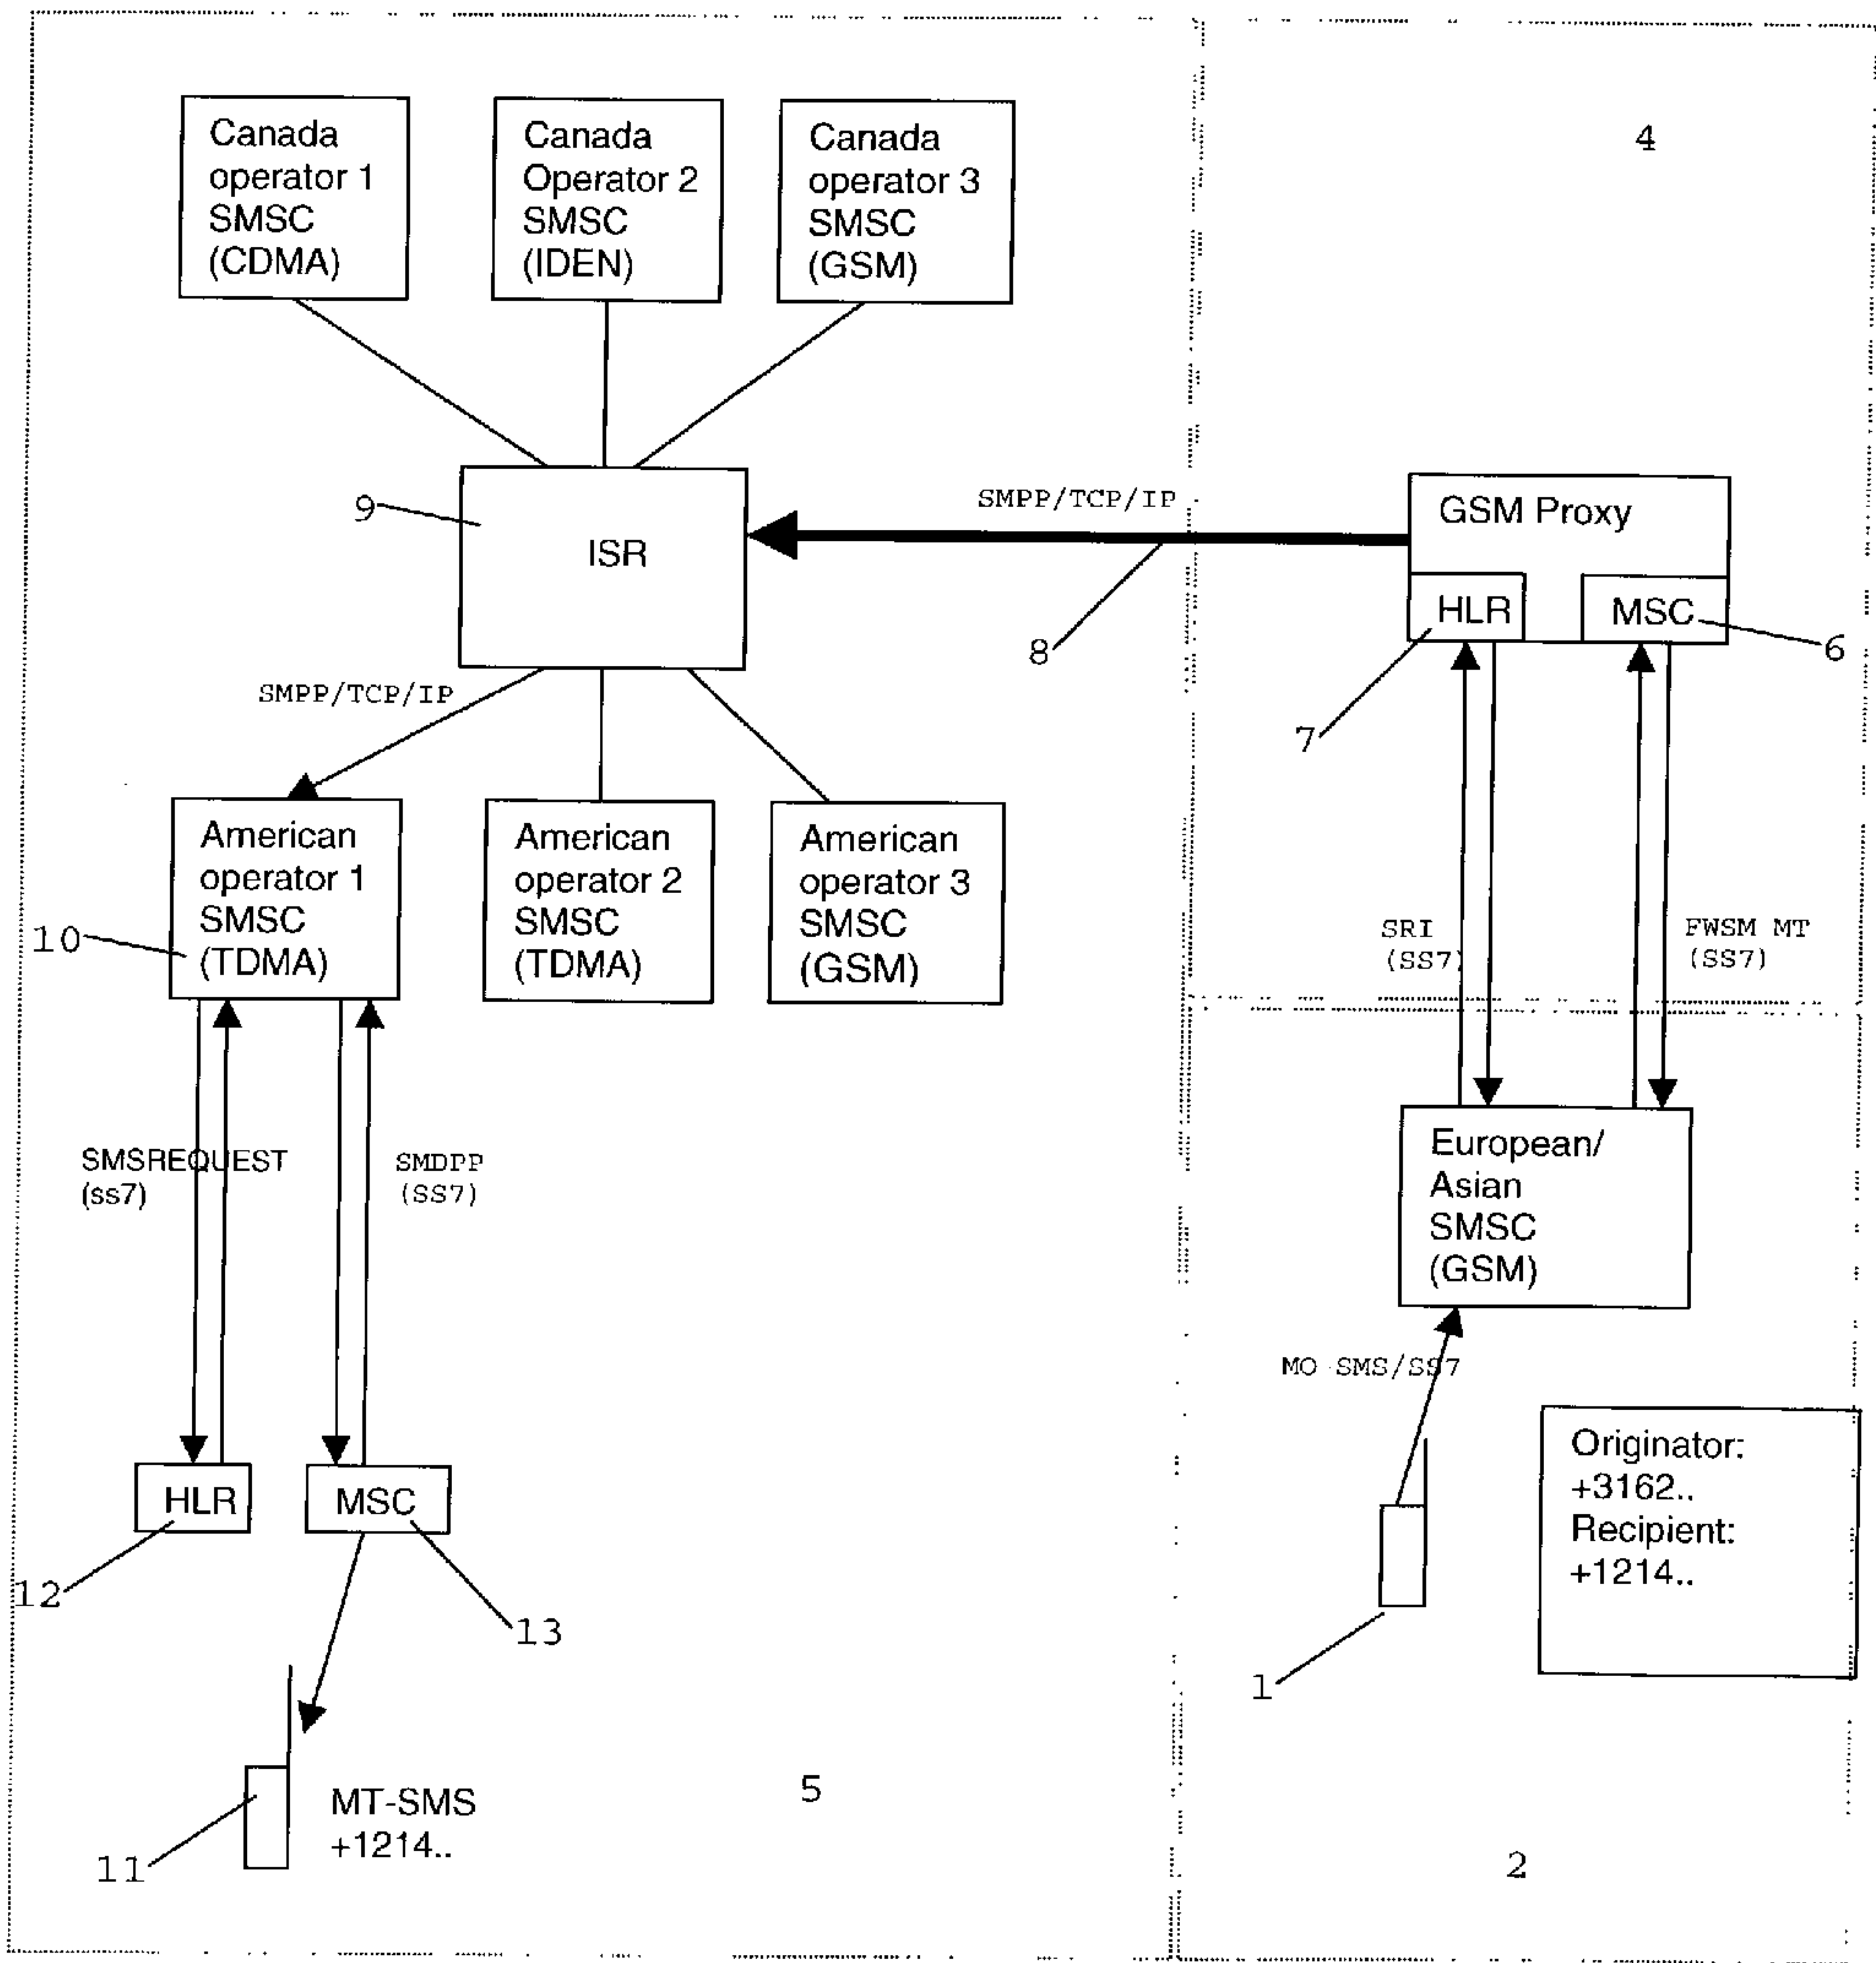 4
Canada
operator 1
SMSC
(CDMA)
Canada
Operator 2
SMSC
(IDEN)
Canada
operator 3
SMSC
(GSM)
9
ISR
SMPP/TCP/IP
8
GSM Proxy
HLR
MSC
7
6
SMPP/TCP/IP
American
operator 1
SMSC
(TDMA)
10
American
operator 2
SMSC
(TDMA)
American
operator 3
SMSC
(GSM)
SRI
(SS7)
FWSM MT
(SS7)
SMSREQUEST
(ss7)
SMDPP
(SS7)
European/
Asian
SMSC
(GSM)
MO SMS/SS7
Originator:
+3162..
Recipient:
+1214..
1
HLR
MSC
12
13
11
MT-SMS
+1214..
5
2